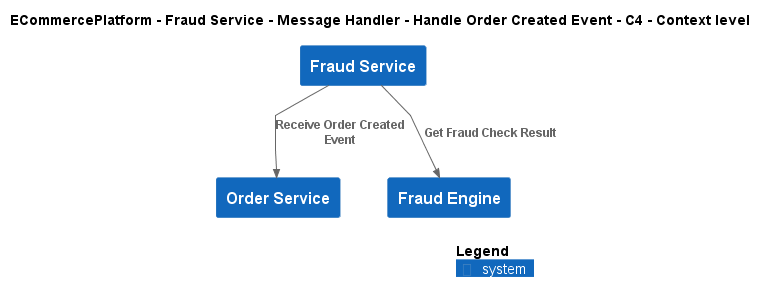 ECommercePlatform - Fraud Service - Message Handler - Handle Order Created Event - C4 - Context level
Fraud Service
Receive Order Created
Event
Get Fraud Check Result
Order Service
Fraud Engine
Legend
system